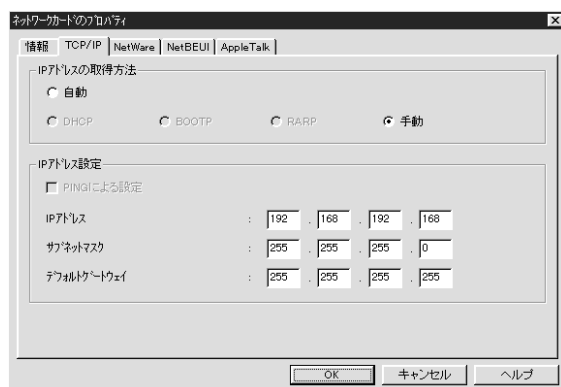 ﾈｯﾄﾜｰｸｶｰﾄﾞのﾌﾟﾛﾊﾟﾃｨ
情報 TCP/IP NetWare NetBEUI AppleTalk
IPｱﾄﾞﾚｽの取得方法
自動
DHCP BOOTP RARP 手動
IPｱﾄﾞﾚｽ設定
PINGによる設定
IPｱﾄﾞﾚｽ : 192 . 168 . 192 . 168
ｻﾌﾞﾈｯﾄﾏｽｸ : 255 . 255 . 255 . 0
ﾃﾞﾌｫﾙﾄｹﾞｰﾄｳｪｲ : 255 . 255 . 255 . 255
OK キャンセル ヘルプ